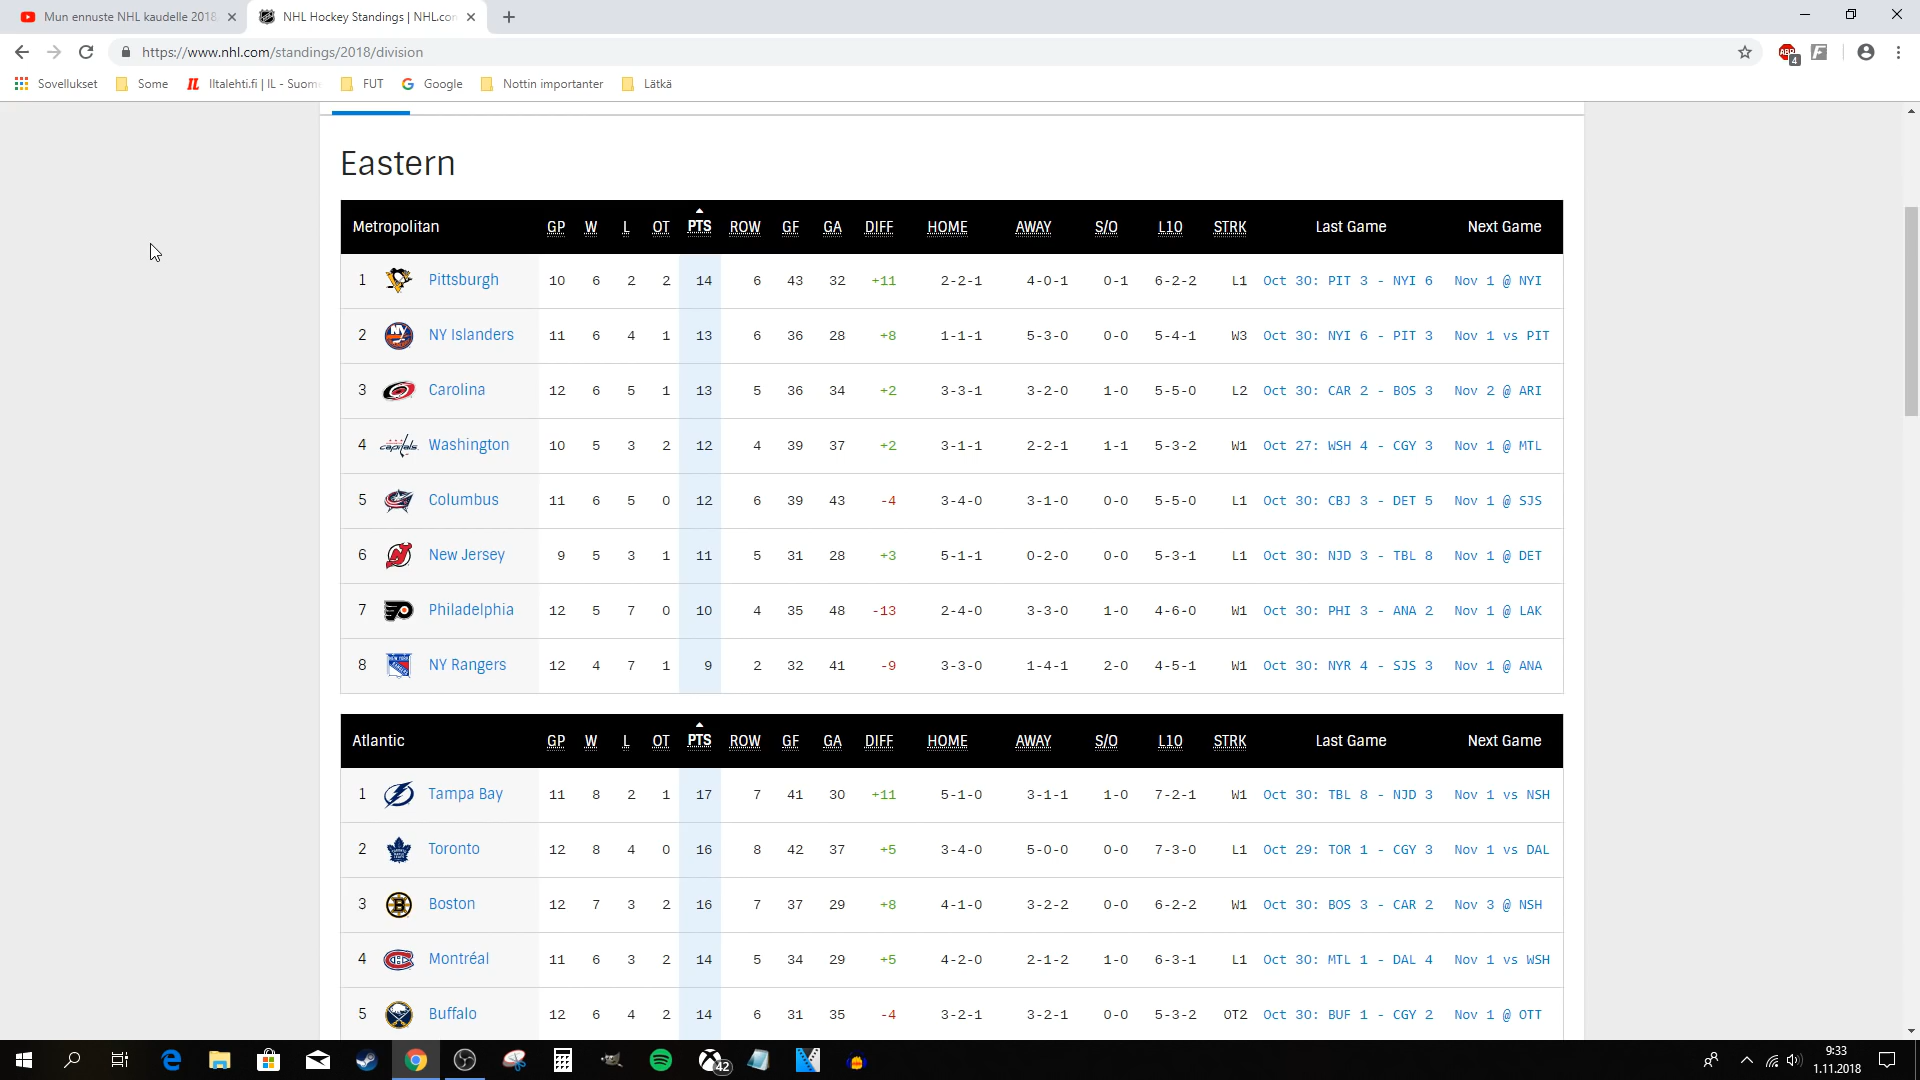 Mun ennuste NHL kaudelle 2018
NHL Hockey Standings | NHL.co
https://www.nhl.com/standings/2018/division
Sovellukset Some Iltalehti.fi | IL - Suom FUT Google Nottin importanter Lätkä
Eastern
Metropolitan GP W L OT PTS ROW GF GA DIFF HOME AWAY S/O L10 STRK Last Game Next Game
1 Pittsburgh 10 6 2 2 14 6 43 32 +11 2-2-1 4-0-1 0-1 6-2-2 L1 Oct 30: PIT 3 - NYI 6 Nov 1 @ NYI
2 NY Islanders 11 6 4 1 13 6 36 28 +8 1-1-1 5-3-0 0-0 5-4-1 W3 Oct 30: NYI 6 - PIT 3 Nov 1 vs PIT
3 Carolina 12 6 5 1 13 5 36 34 +2 3-3-1 3-2-0 1-0 5-5-0 L2 Oct 30: CAR 2 - BOS 3 Nov 2 @ ARI
4 Washington 10 5 3 2 12 4 39 37 +2 3-1-1 2-2-1 1-1 5-3-2 W1 Oct 27: WSH 4 - CGY 3 Nov 1 @ MTL
5 Columbus 11 6 5 0 12 6 39 43 -4 3-4-0 3-1-0 0-0 5-5-0 L1 Oct 30: CBJ 3 - DET 5 Nov 1 @ SJS
6 New Jersey 9 5 3 1 11 5 31 28 +3 5-1-1 0-2-0 0-0 5-3-1 L1 Oct 30: NJD 3 - TBL 8 Nov 1 @ DET
7 Philadelphia 12 5 7 0 10 4 35 48 -13 2-4-0 3-3-0 1-0 4-6-0 W1 Oct 30: PHI 3 - ANA 2 Nov 1 @ LAK
8 NY Rangers 12 4 7 1 9 2 32 41 -9 3-3-0 1-4-1 2-0 4-5-1 W1 Oct 30: NYR 4 - SJS 3 Nov 1 @ ANA
Atlantic GP W L OT PTS ROW GF GA DIFF HOME AWAY S/O L10 STRK Last Game Next Game
1 Tampa Bay 11 8 2 1 17 7 41 30 +11 5-1-0 3-1-1 1-0 7-2-1 W1 Oct 30: TBL 8 - NJD 3 Nov 1 vs NSH
2 Toronto 12 8 4 0 16 8 42 37 +5 3-4-0 5-0-0 0-0 7-3-0 L1 Oct 29: TOR 1 - CGY 3 Nov 1 vs DAL
3 Boston 12 7 3 2 16 7 37 29 +8 4-1-0 3-2-2 0-0 6-2-2 W1 Oct 30: BOS 3 - CAR 2 Nov 3 @ NSH
4 Montréal 11 6 3 2 14 5 34 29 +5 4-2-0 2-1-2 1-0 6-3-1 L1 Oct 30: MTL 1 - DAL 4 Nov 1 vs WSH
5 Buffalo 12 6 4 2 14 6 31 35 -4 3-2-1 3-2-1 0-0 5-3-2 OT2 Oct 30: BUF 1 - CGY 2 Nov 1 @ OTT
42
9:33
1.11.2018